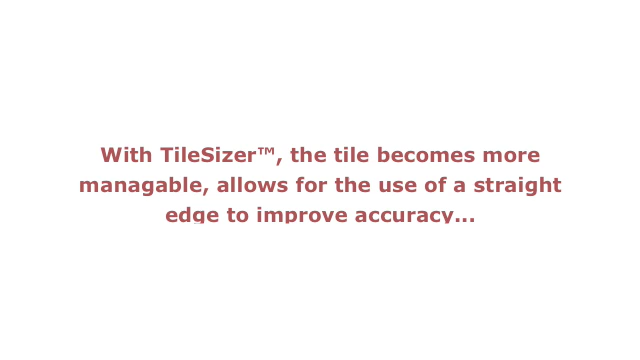 With TileSizer™, the tile becomes more
managable, allows for the use of a straight
edge to improve accuracy...